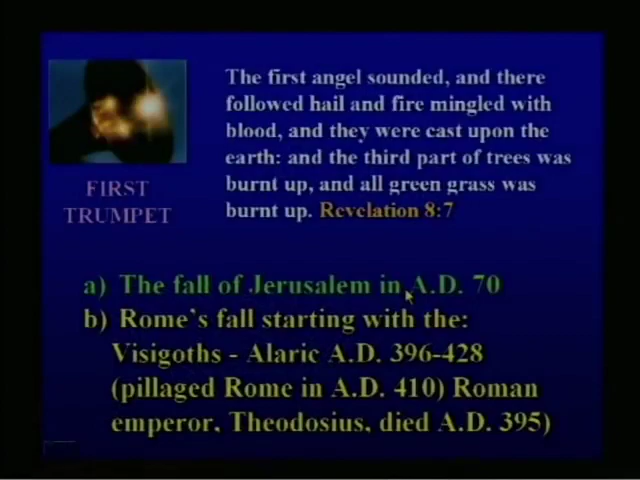 The first angel sounded, and there
followed hail and fire mingled with
blood, and they were cast upon the
earth: and the third part of trees was
burnt up, and all green grass was
burnt up. Revelation 8:7
FIRST
TRUMPET
a) The fall of Jerusalem in A.D. 70
b) Rome's fall starting with the:
Visigoths - Alaric A.D. 396-428
(pillaged Rome in A.D. 410) Roman
emperor, Theodosius, died A.D. 395)